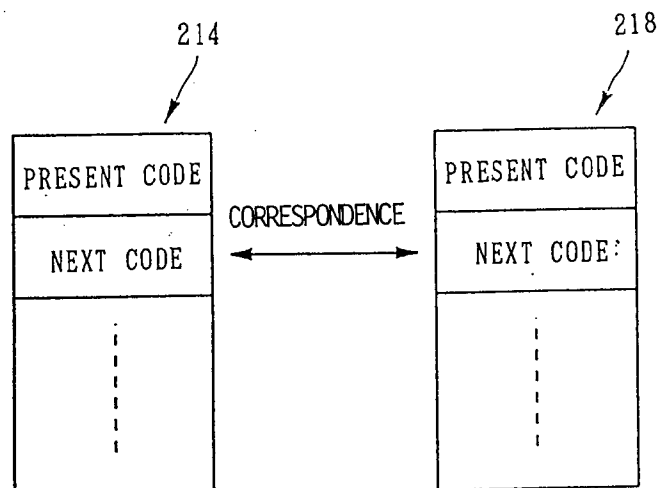 214
218
PRESENT CODE
NEXT CODE
CORRESPONDENCE
PRESENT CODE
NEXT CODE